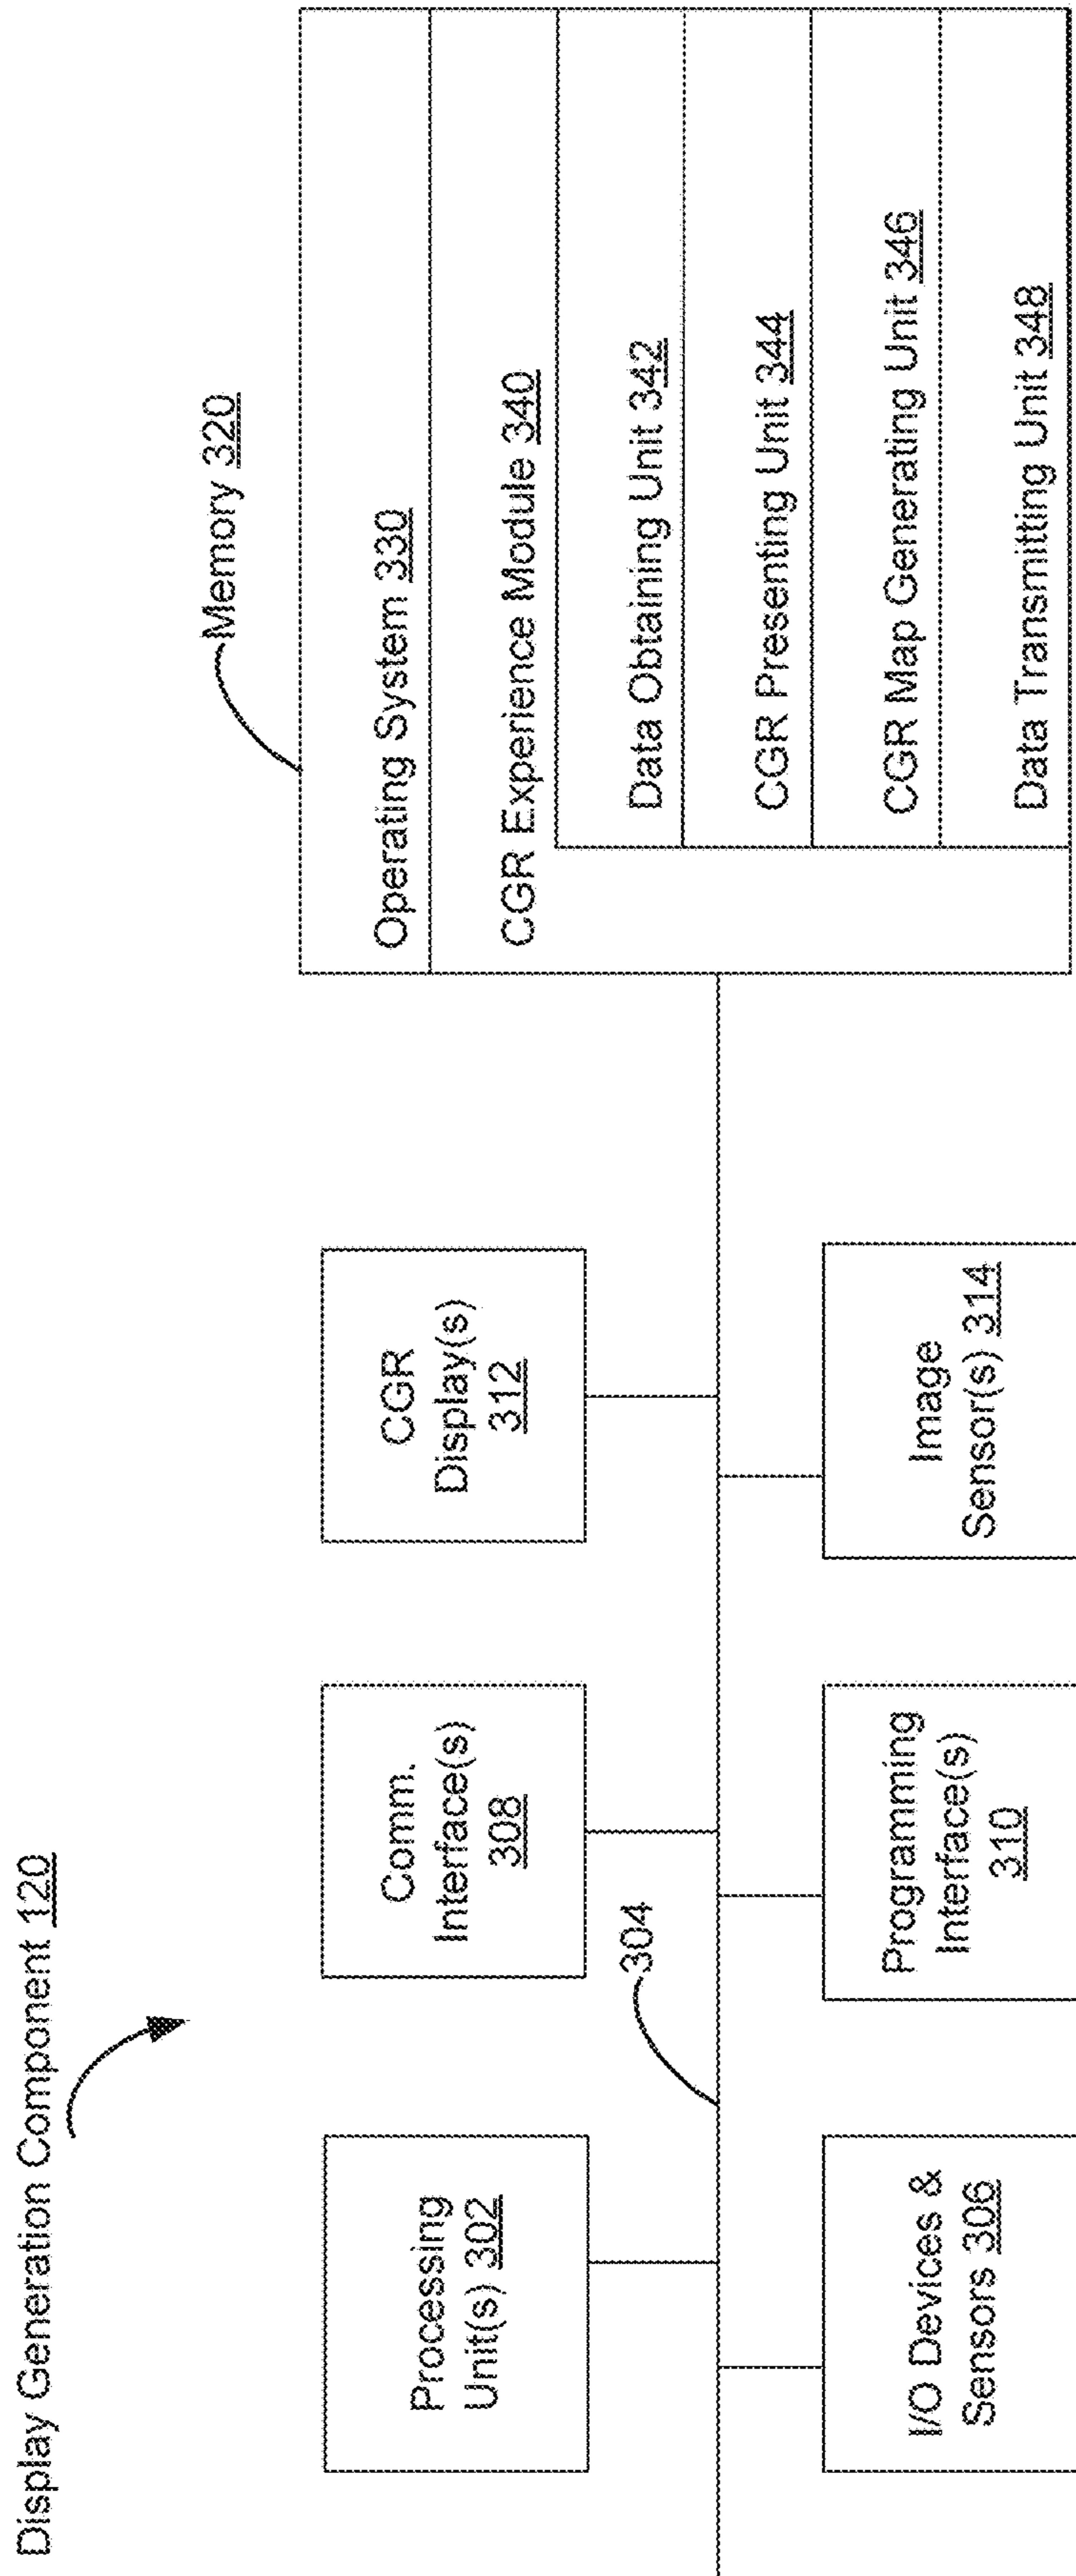 Display Generation Component 120
Processing
Unit(s) 302
Comm.
Interface(s)
308
CGR
Display(s)
312
304
I/O Devices &
Sensors 306
Programming
Interface(s)
310
Image
Sensor(s) 314
Memory 320
Operating System 330
CGR Experience Module 340
Data Obtaining Unit 342
CGR Presenting Unit 344
CGR Map Generating Unit 346
Data Transmitting Unit 348